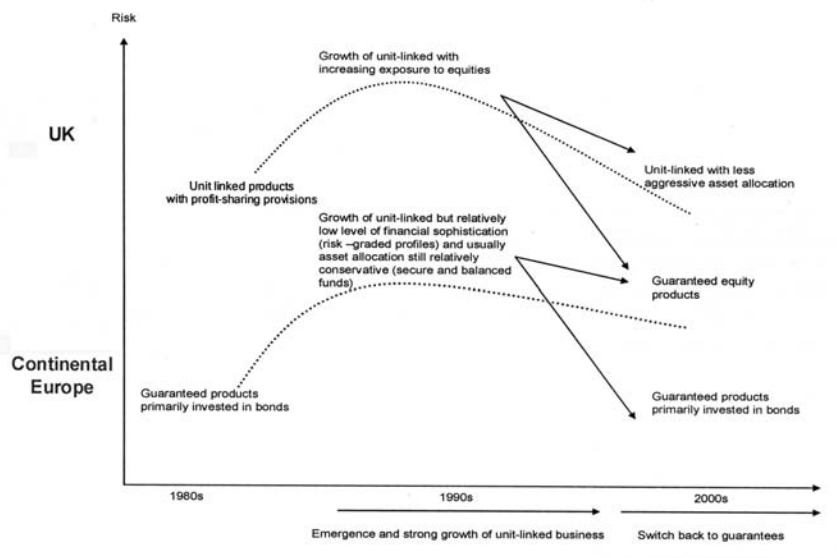 Risk
Growth of unit-linked with
increasing exposure to equities
UK
Unit linked products
with profit-sharing provisions
Unit-linked with less
aggressive asset allocation
Growth of unit-linked but relatively
low level of financial sophistication
(risk –graded profiles) and usually
asset allocation still relatively
conservative (secure and balanced
funds)
Guaranteed equity
products
Continental
Europe
Guaranteed products
primarily invested in bonds
Guaranteed products
primarily invested in bonds
1980s
1990s
2000s
Emergence and strong growth of unit-linked business
Switch back to guarantees